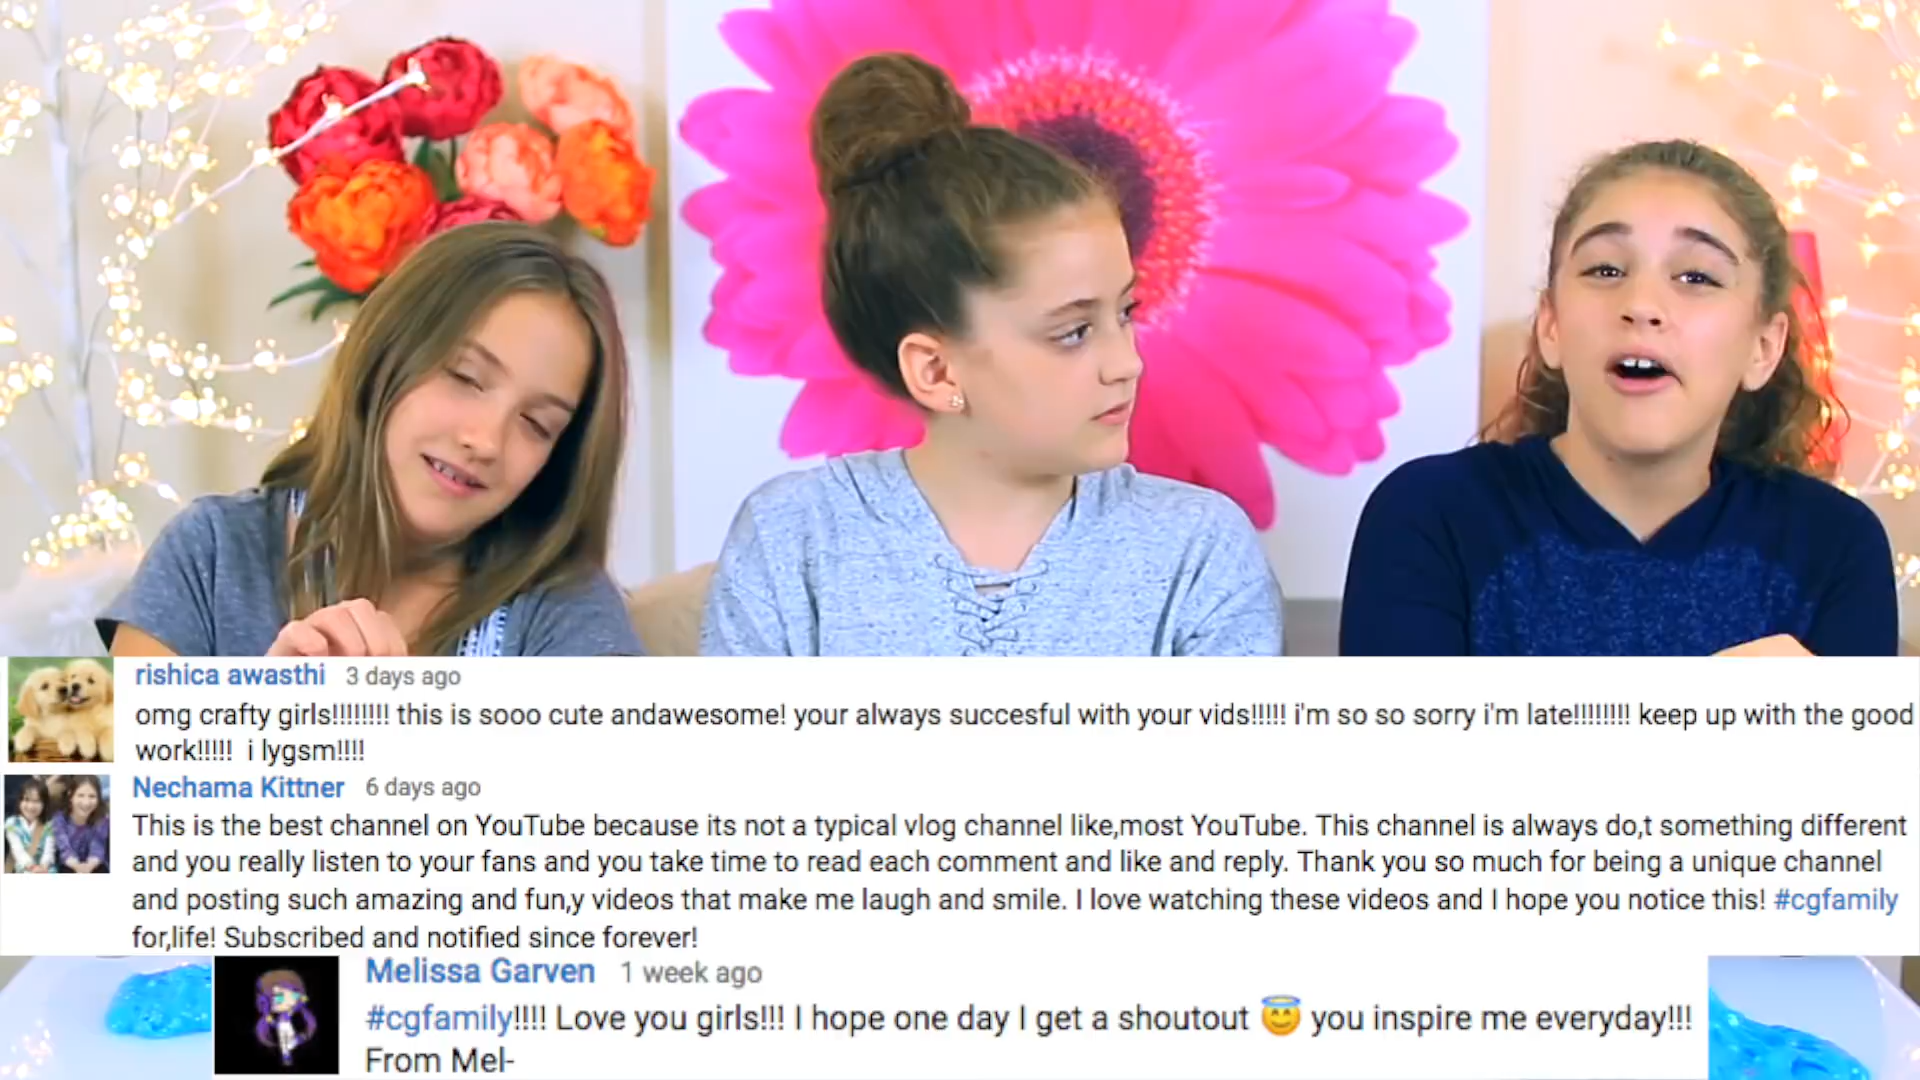 rishica awasthi 3 days ago
omg crafty girls!!!!!!!! this is sooo cute andawesome! your always succesful with your vids!!!!! i'm so so sorry i'm late!!!!!!!! keep up with the good
work!!!!! i lygsm!!!!
Nechama Kittner 6 days ago
This is the best channel on YouTube because its not a typical vlog channel like,most YouTube. This channel is always do,t something different
and you really listen to your fans and you take time to read each comment and like and reply. Thank you so much for being a unique channel
and posting such amazing and fun,y videos that make me laugh and smile. I love watching these videos and I hope you notice this! #cgfamily
for,life! Subscribed and notified since forever!
Melissa Garven 1 week ago
#cgfamily!!!! Love you girls!!! I hope one day I get a shoutout 😇 you inspire me everyday!!!
From Mel-